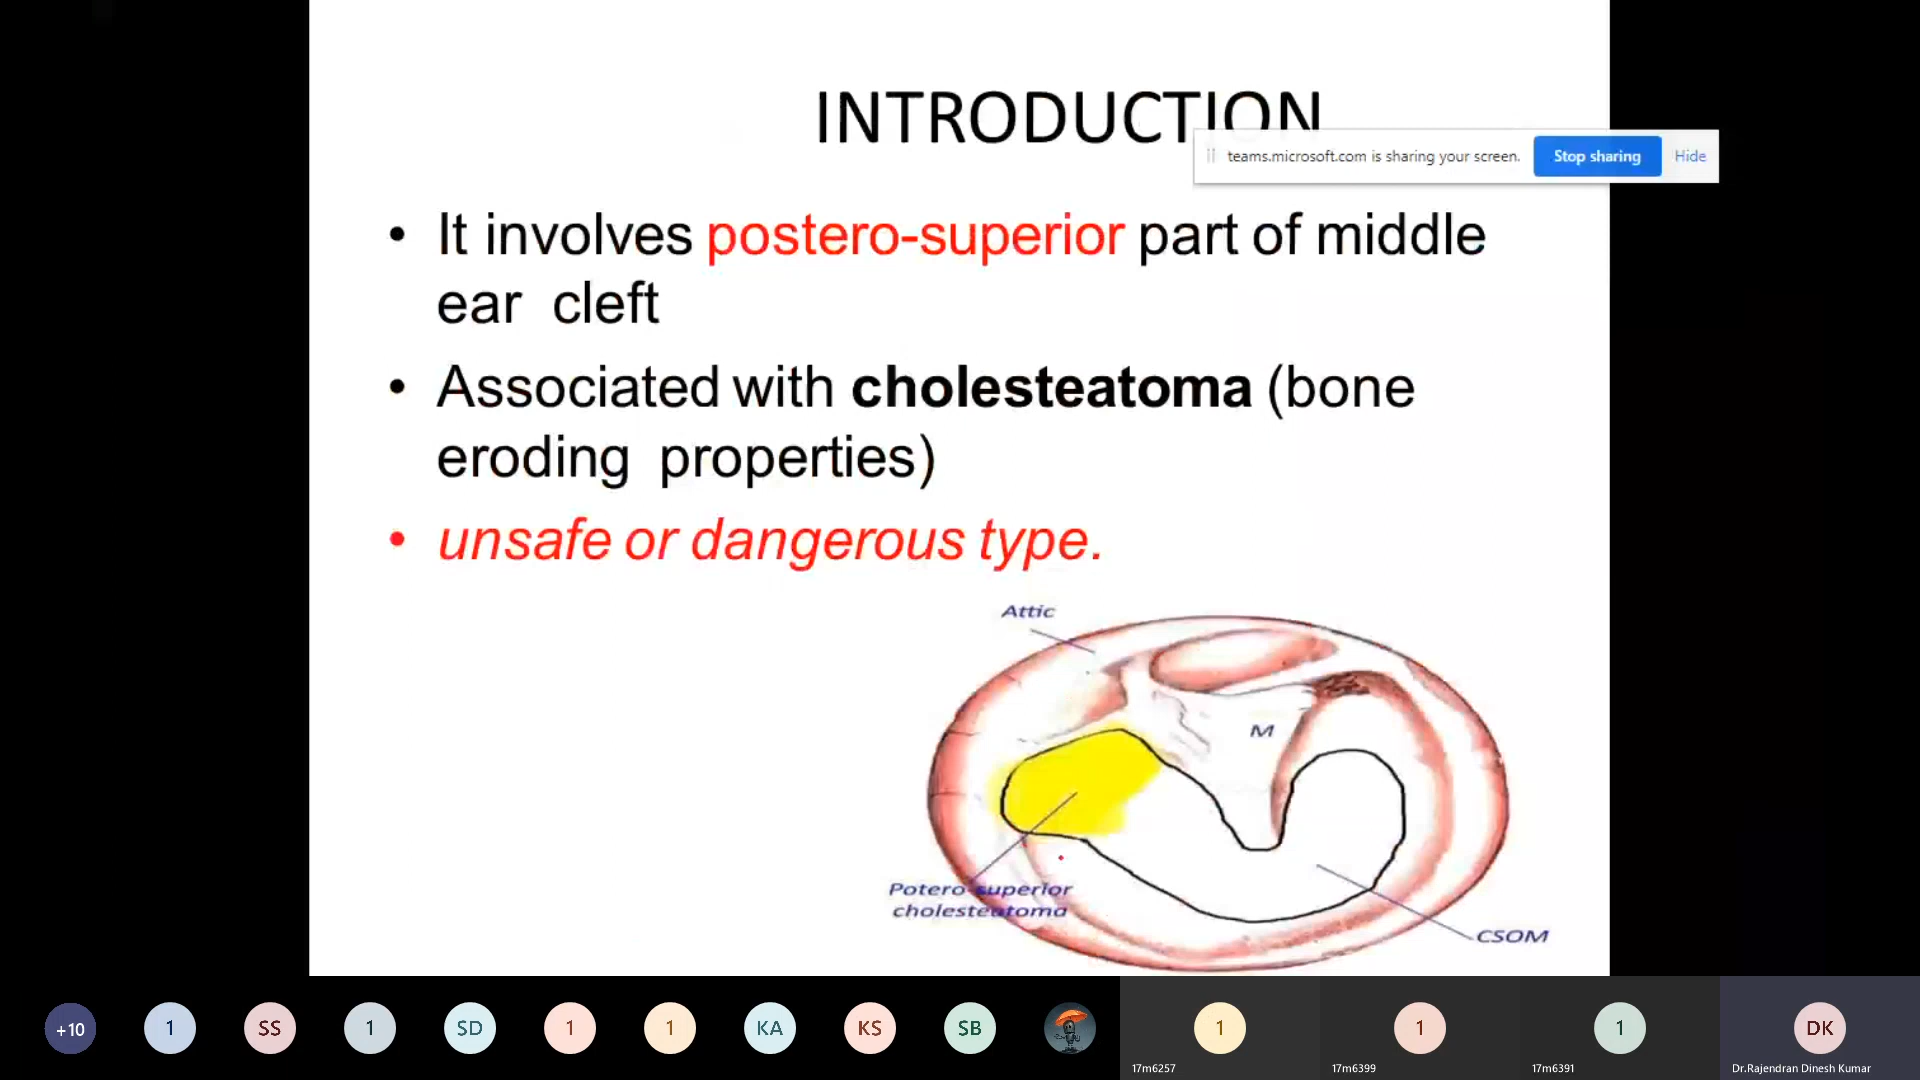 INTRODUCTION
teams.microsoft.com is sharing your screen. Stop sharing Hide
• It involves postero-superior part of middle
ear cleft
• Associated with cholesteatoma (bone
eroding properties)
• unsafe or dangerous type.
Attic
M
Potero-superior
cholesteatoma
CSOM
+10 1 SS 1 SD 1 1 KA KS SB 1 1 1 DK
17m6257 17m6399 17m6391 Dr.Rajendran Dinesh Kumar